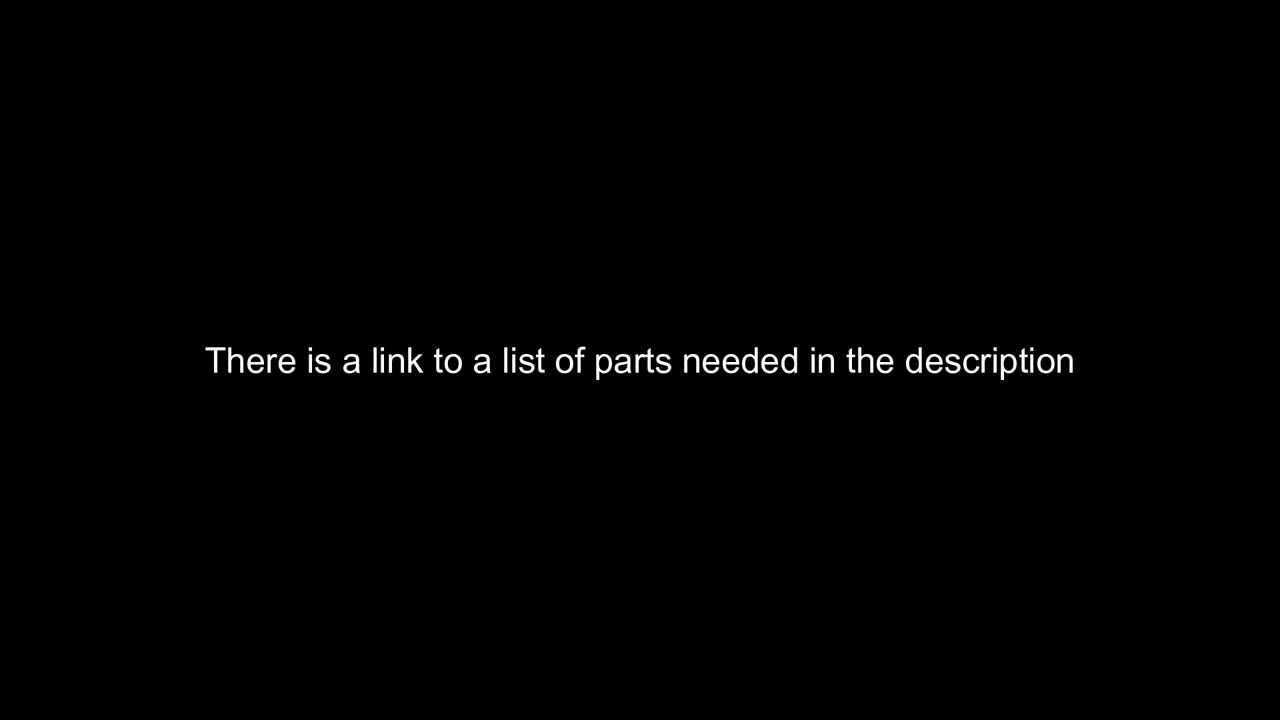 There is a link to a list of parts needed in the description